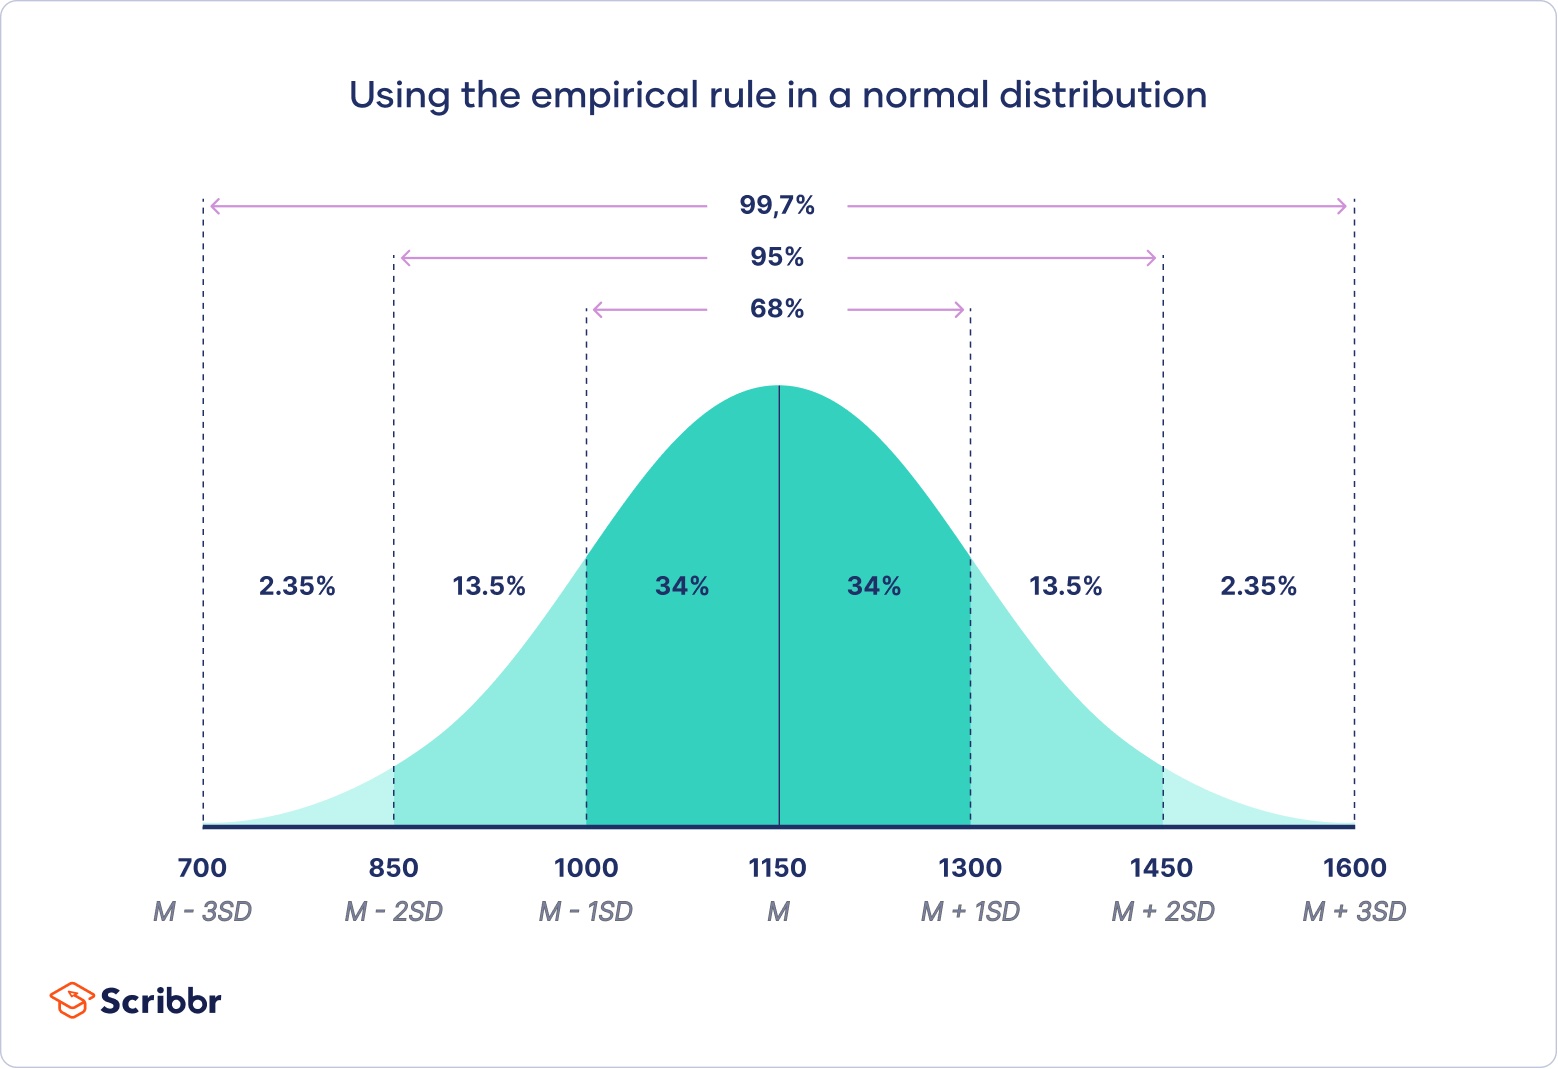 Using the empirical rule in a normal distribution
99,7%
95%
68%
2.35% 13.5% 34% 34% 13.5% 2.35%
700 850 1000 1150 1300 1450 1600
M - 3SD M - 2SD M - 1SD M M + 1SD M + 2SD M + 3SD
Scribbr